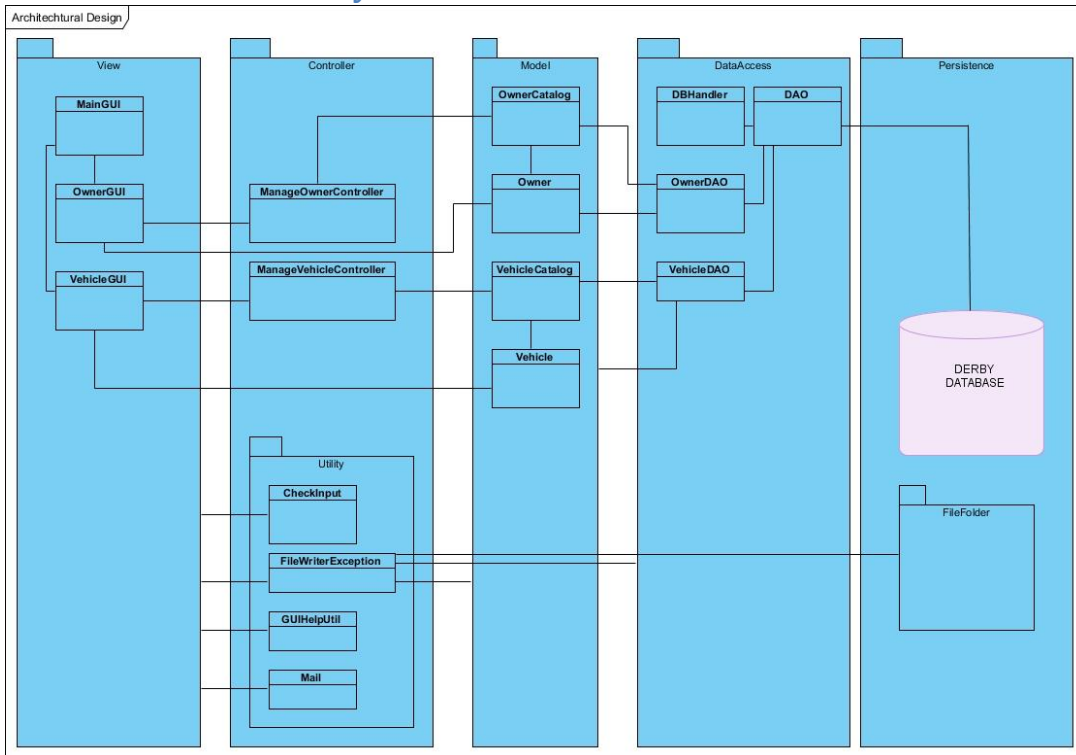 Architechtural Design
View
Controller
Model
DataAccess
Persistence
MainGUI
OwnerGUI
VehicleGUI
ManageOwnerController
ManageVehicleController
OwnerCatalog
Owner
VehicleCatalog
Vehicle
DBHandler
DAO
OwnerDAO
VehicleDAO
DERBY
DATABASE
Utility
CheckInput
FileWriterException
GUIHelpUtil
Mail
FileFolder